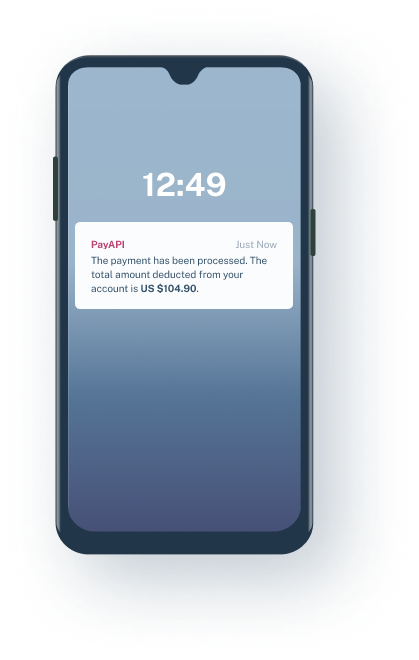 12:49
PayAPI Just Now
The payment has been processed. The
total amount deducted from your
account is US $104.90.